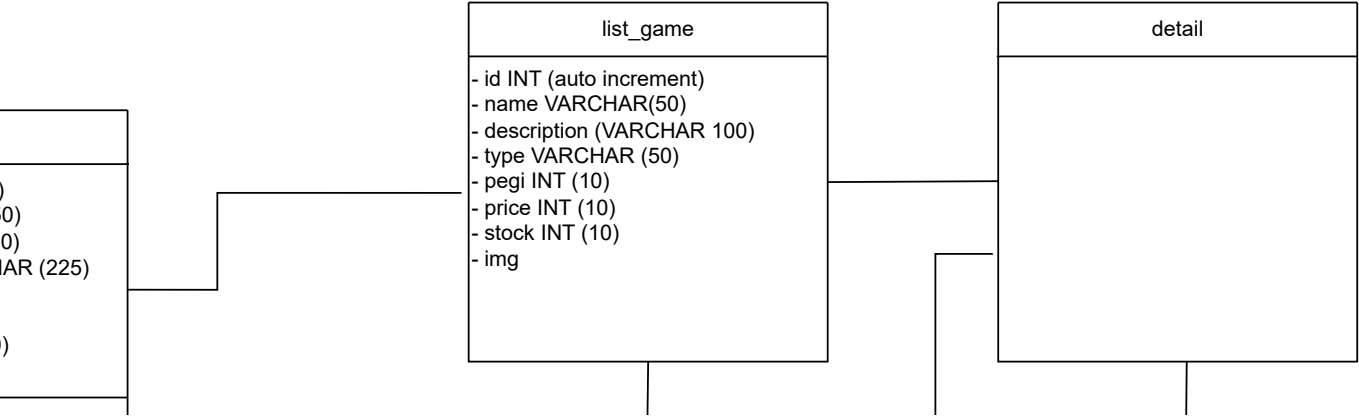 list_game
detail
- id INT (auto increment)
- name VARCHAR(50)
- description (VARCHAR 100)
- type VARCHAR (50)
- pegi INT (10)
- price INT (10)
- stock INT (10)
- img
)
0)
0)
(225)
)